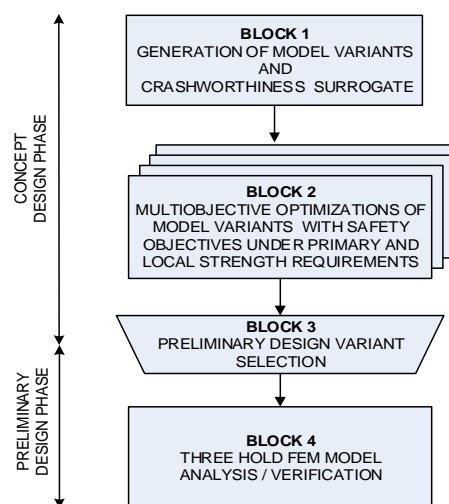 CONCEPT
DESIGN PHASE
BLOCK 1
GENERATION OF MODEL VARIANTS
AND
CRASHWORTHINESS SURROGATE
BLOCK 2
MULTIOBJECTIVE OPTIMIZATIONS OF
MODEL VARIANTS WITH SAFETY
OBJECTIVES UNDER PRIMARY AND
LOCAL STRENGTH REQUIREMENTS
BLOCK 3
PRELIMINARY DESIGN VARIANT
SELECTION
PRELIMINARY
DESIGN PHASE
BLOCK 4
THREE HOLD FEM MODEL
ANALYSIS / VERIFICATION